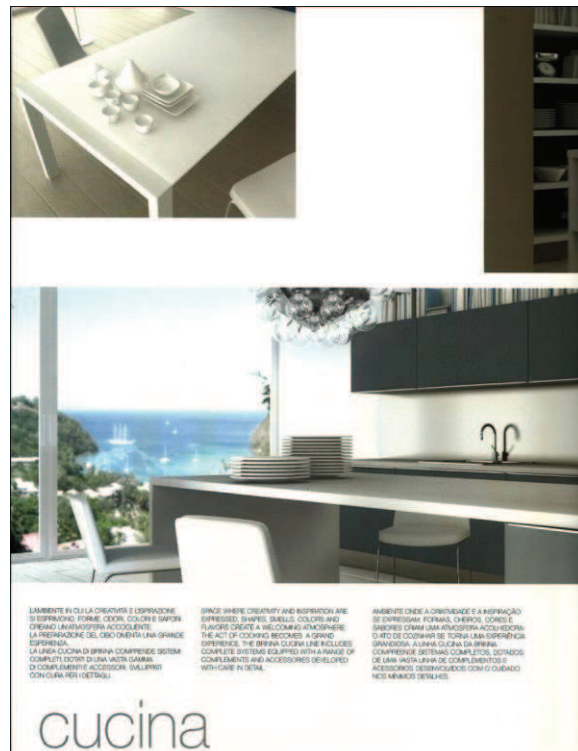 L'AMBIENTE IN CUI LA CREATIVITÀ E L'ISPIRAZIONE
SI ESPRIMONO. FORME, ODORI, COLORI E SAPORI
CREANO UN'ATMOSFERA ACCOGLIENTE.
LA PREPARAZIONE DEL CIBO DIVENTA UNA GRANDE
ESPERIENZA.
LA LINEA CUCINA DI BRINNA COMPRENDE SISTEMI
COMPLETI, DOTATI DI UNA VASTA GAMMA
DI COMPLEMENTI E ACCESSORI, SVILUPPATI
CON CURA PER I DETTAGLI.
SPACE WHERE CREATIVITY AND INSPIRATION ARE
EXPRESSED. SHAPES, SMELLS, COLORS AND
FLAVORS CREATE A WELCOMING ATMOSPHERE.
THE ACT OF COOKING BECOMES A GRAND
EXPERIENCE. THE BRINNA CUCINA LINE INCLUDES
COMPLETE SYSTEMS EQUIPPED WITH A RANGE OF
COMPLEMENTS AND ACCESSORIES DEVELOPED
WITH CARE IN DETAIL.
AMBIENTE ONDE A CRIATIVIDADE E A INSPIRAÇÃO
SE EXPRESSAM. FORMAS, CHEIROS, CORES E
SABORES CRIAM UMA ATMOSFERA ACOLHEDORA.
O ATO DE COZINHAR SE TORNA UMA EXPERIÊNCIA
GRANDIOSA. A LINHA CUCINA DA BRINNA
COMPREENDE SISTEMAS COMPLETOS, DOTADOS
DE UMA VASTA LINHA DE COMPLEMENTOS E
ACESSÓRIOS DESENVOLVIDOS COM O CUIDADO
NOS MÍNIMOS DETALHES.
cucina